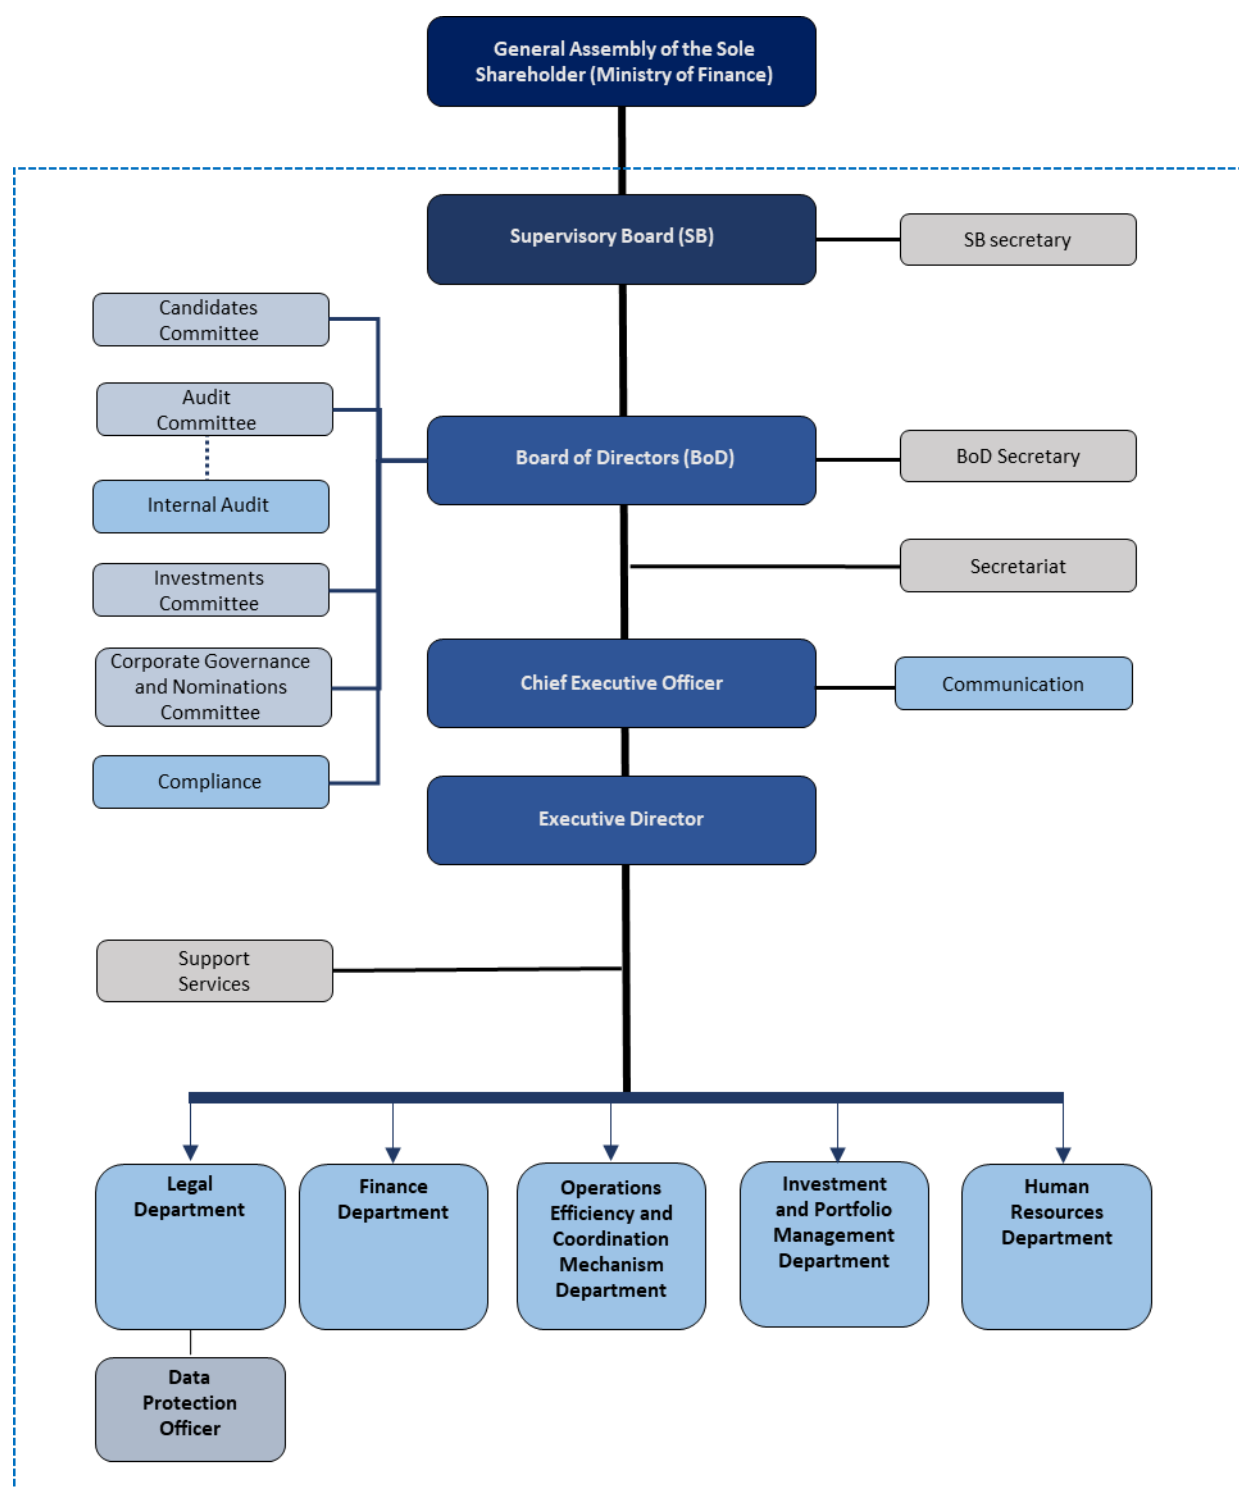 General Assembly of the Sole
Shareholder (Ministry of Finance)
Supervisory Board (SB)
SB secretary
Candidates
Committee
Audit
Committee
Internal Audit
Investments
Committee
Corporate Governance
and Nominations
Committee
Compliance
Board of Directors (BoD)
BoD Secretary
Secretariat
Chief Executive Officer
Communication
Executive Director
Support
Services
Legal
Department
Finance
Department
Operations
Efficiency and
Coordination
Mechanism
Department
Investment
and Portfolio
Management
Department
Human
Resources
Department
Data
Protection
Officer